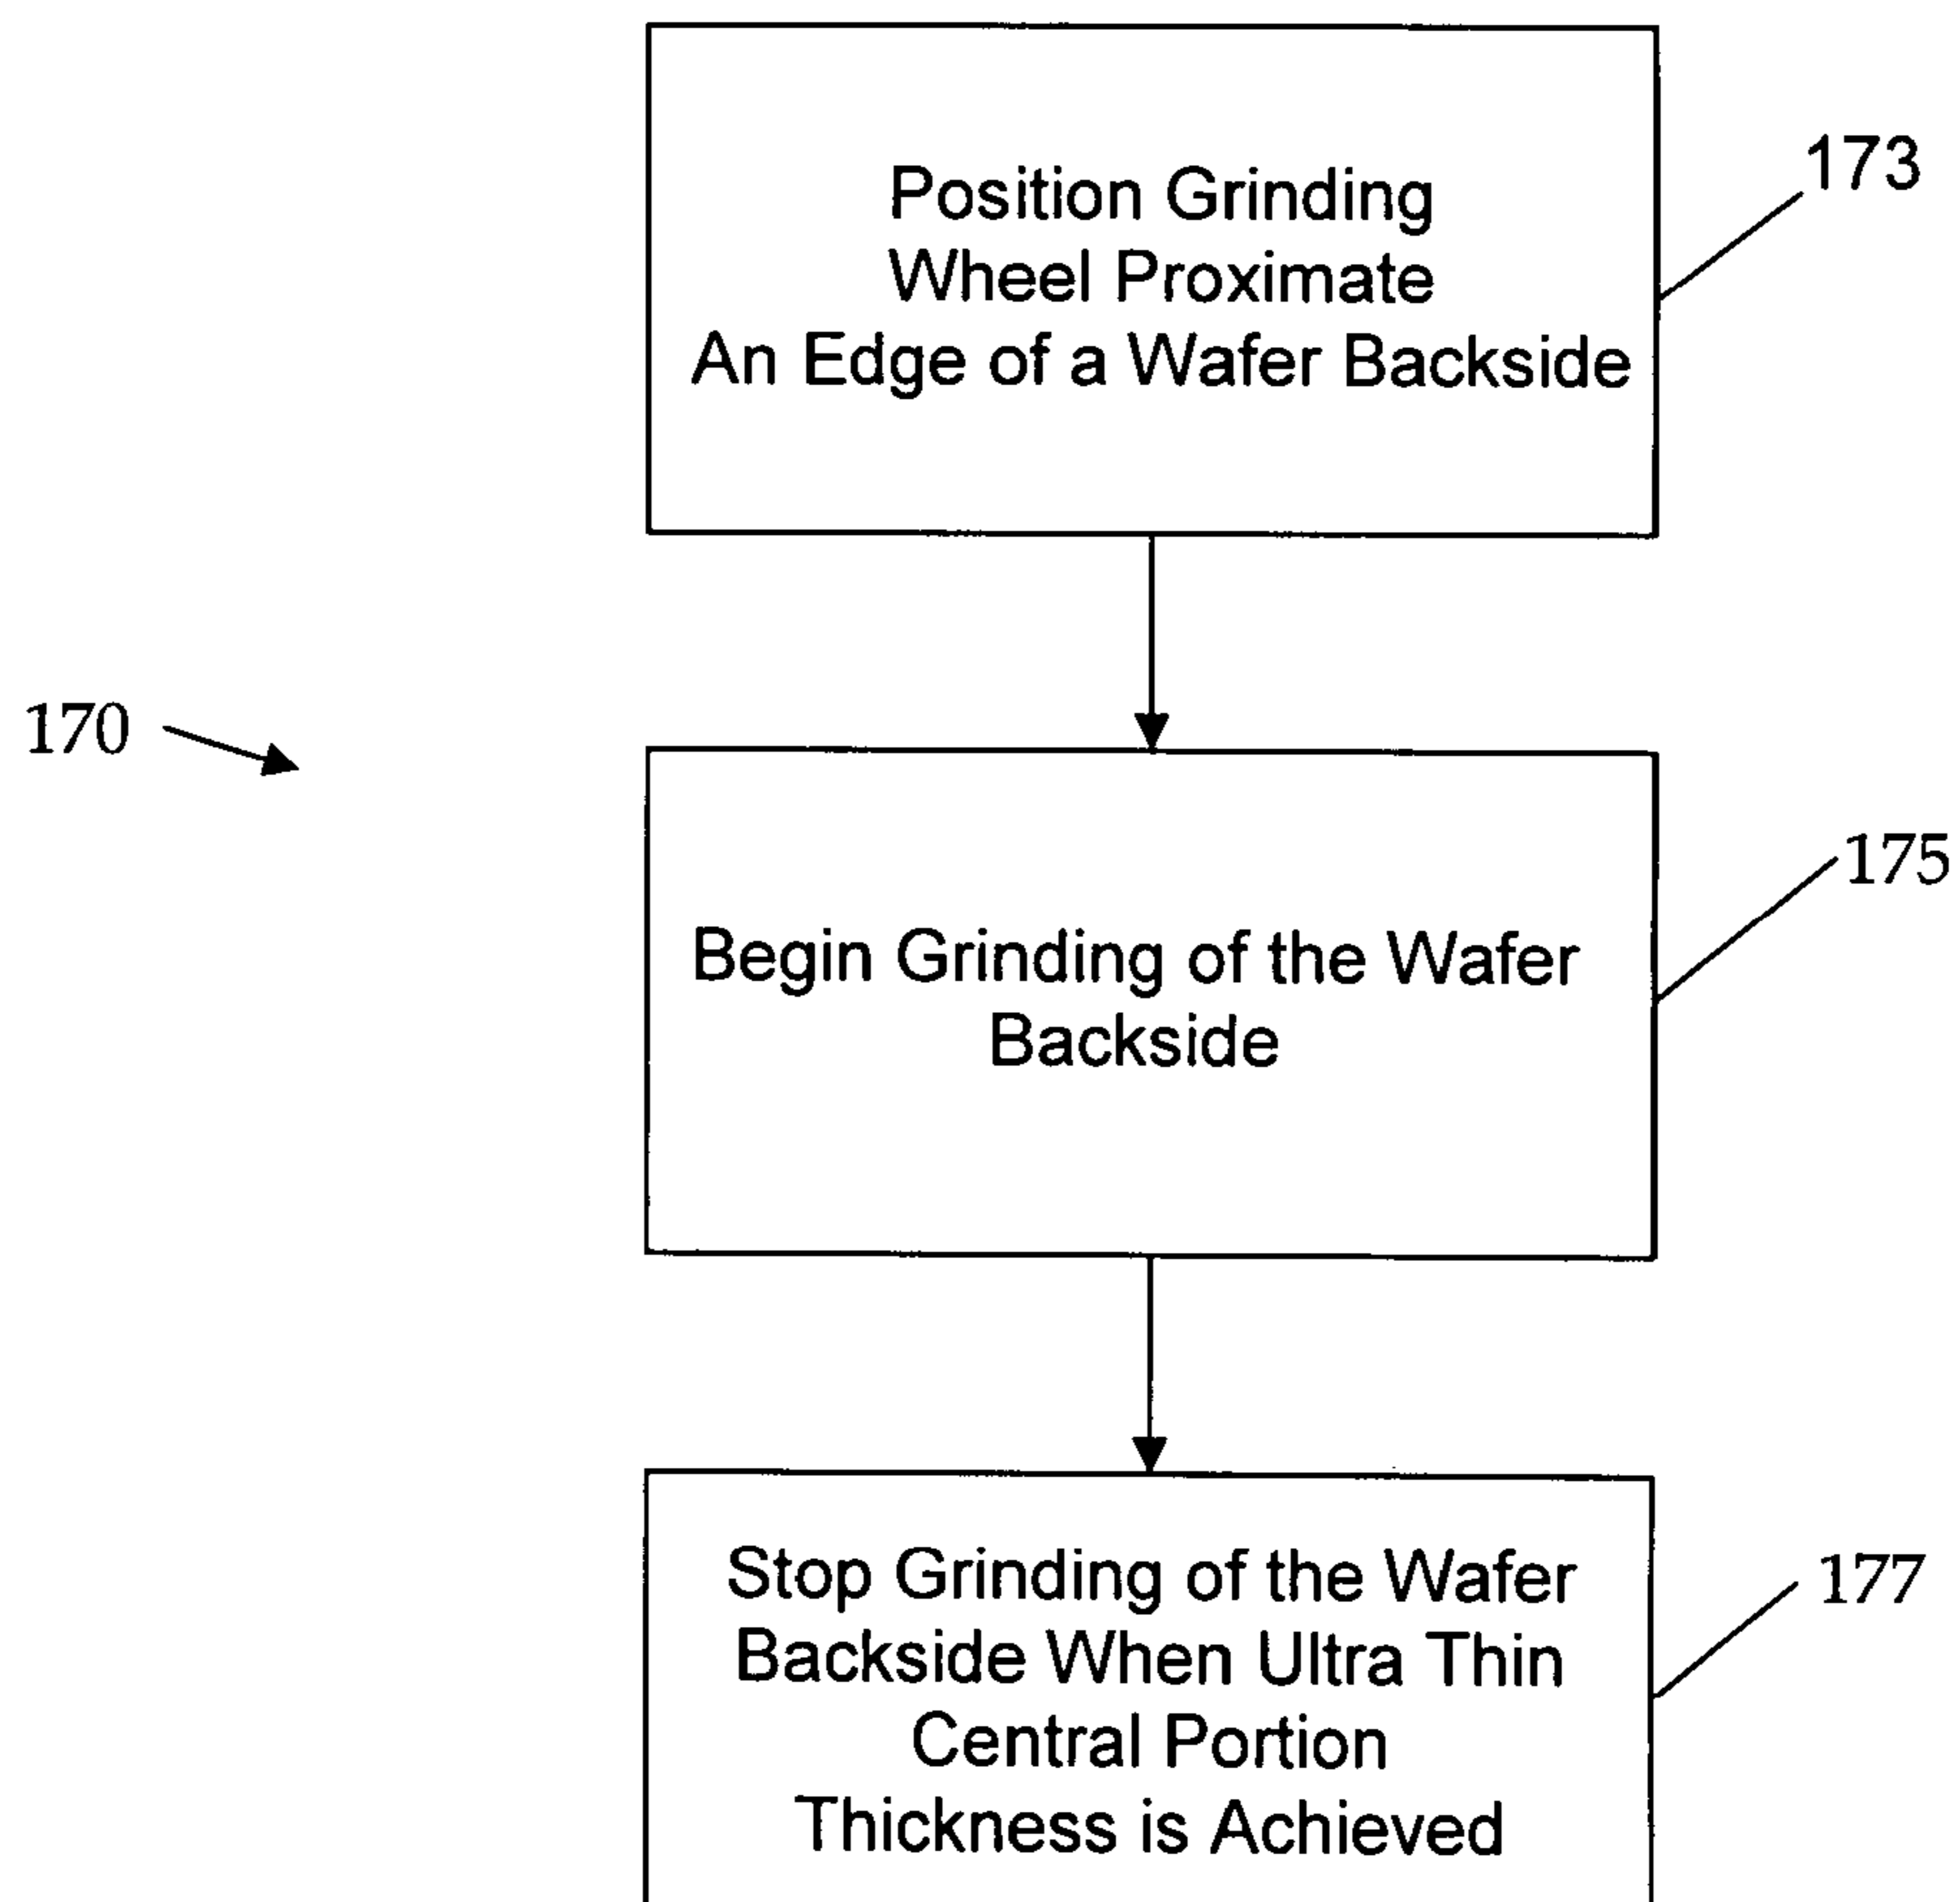 Position Grinding
Wheel Proximate
An Edge of a Wafer Backside
173
170
Begin Grinding of the Wafer
Backside
175
Stop Grinding of the Wafer
Backside When Ultra Thin
Central Portion
Thickness is Achieved
177